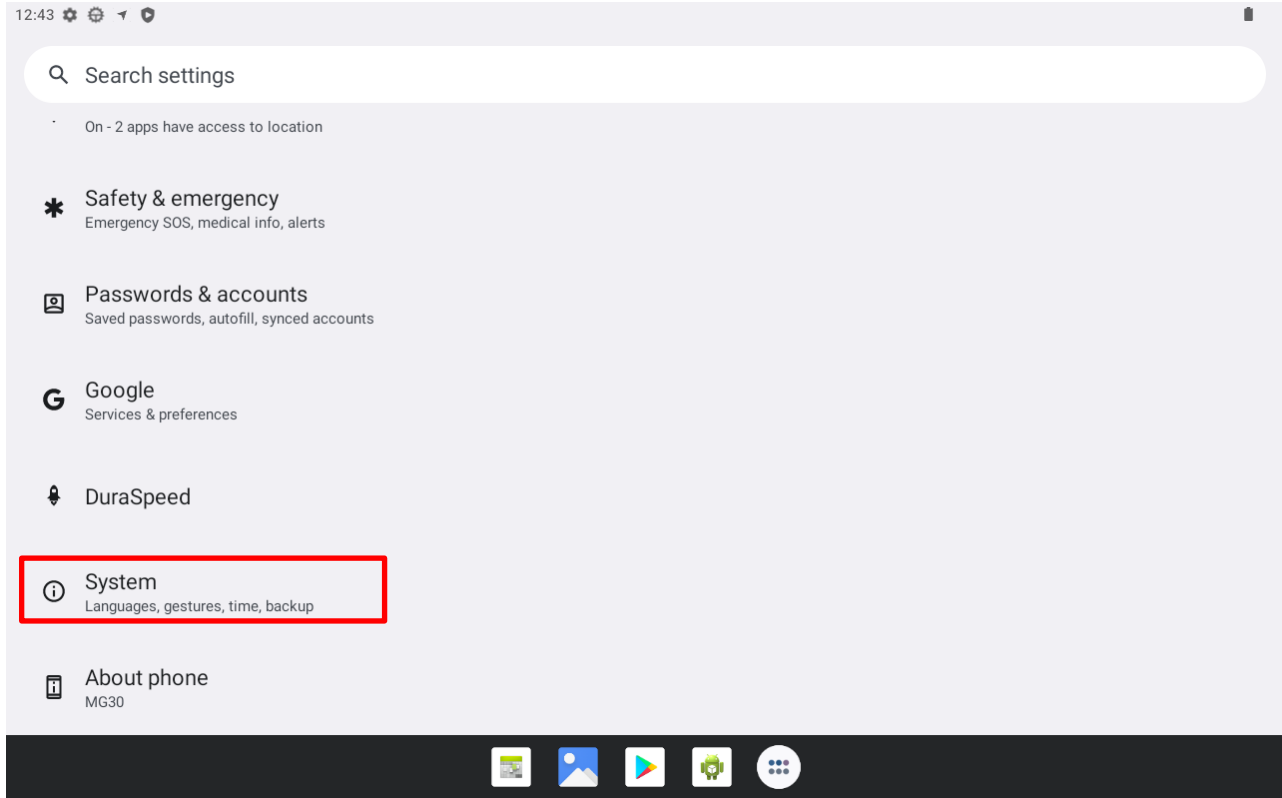 12:43
Search settings
On - 2 apps have access to location
Safety & emergency
Emergency SOS, medical info, alerts
Passwords & accounts
Saved passwords, autofill, synced accounts
Google
Services & preferences
DuraSpeed
System
Languages, gestures, time, backup
About phone
MG30